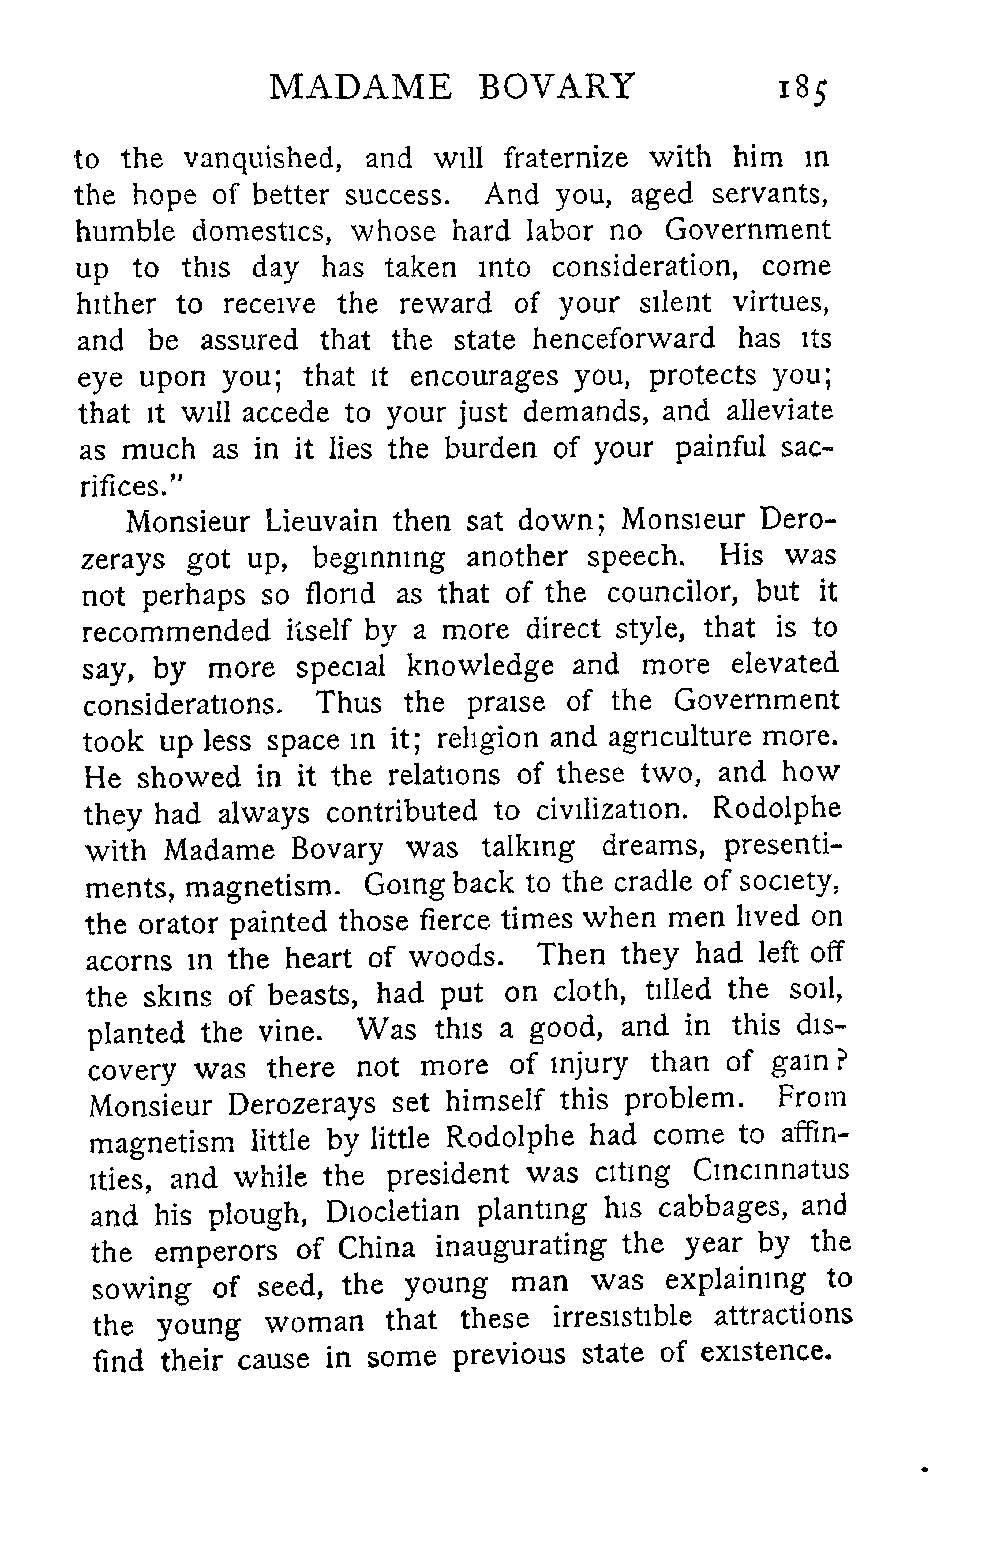 MADAME BOVARY 185
to the vanquished, and will fraternize with him in
the hope of better success. And you, aged servants,
humble domestics, whose hard labor no Government
up to this day has taken into consideration, come
hither to receive the reward of your silent virtues,
and be assured that the state henceforward has its
eye upon you; that it encourages you, protects you;
that it will accede to your just demands, and alleviate
as much as in it lies the burden of your painful sac-
rifices."
Monsieur Lieuvain then sat down; Monsieur Dero-
zerays got up, beginning another speech. His was
not perhaps so florid as that of the councilor, but it
recommended itself by a more direct style, that is to
say, by more special knowledge and more elevated
considerations. Thus the praise of the Government
took up less space in it; religion and agriculture more.
He showed in it the relations of these two, and how
they had always contributed to civilization. Rodolphe
with Madame Bovary was talking dreams, presenti-
ments, magnetism. Going back to the cradle of society,
the orator painted those fierce times when men lived on
acorns in the heart of woods. Then they had left off
the skins of beasts, had put on cloth, tilled the soil,
planted the vine. Was this a good, and in this dis-
covery was there not more of injury than of gain?
Monsieur Derozerays set himself this problem. From
magnetism little by little Rodolphe had come to affin-
ities, and while the president was citing Cincinnatus
and his plough, Diocletian planting his cabbages, and
the emperors of China inaugurating the year by the
sowing of seed, the young man was explaining to
the young woman that these irresistible attractions
find their cause in some previous state of existence.